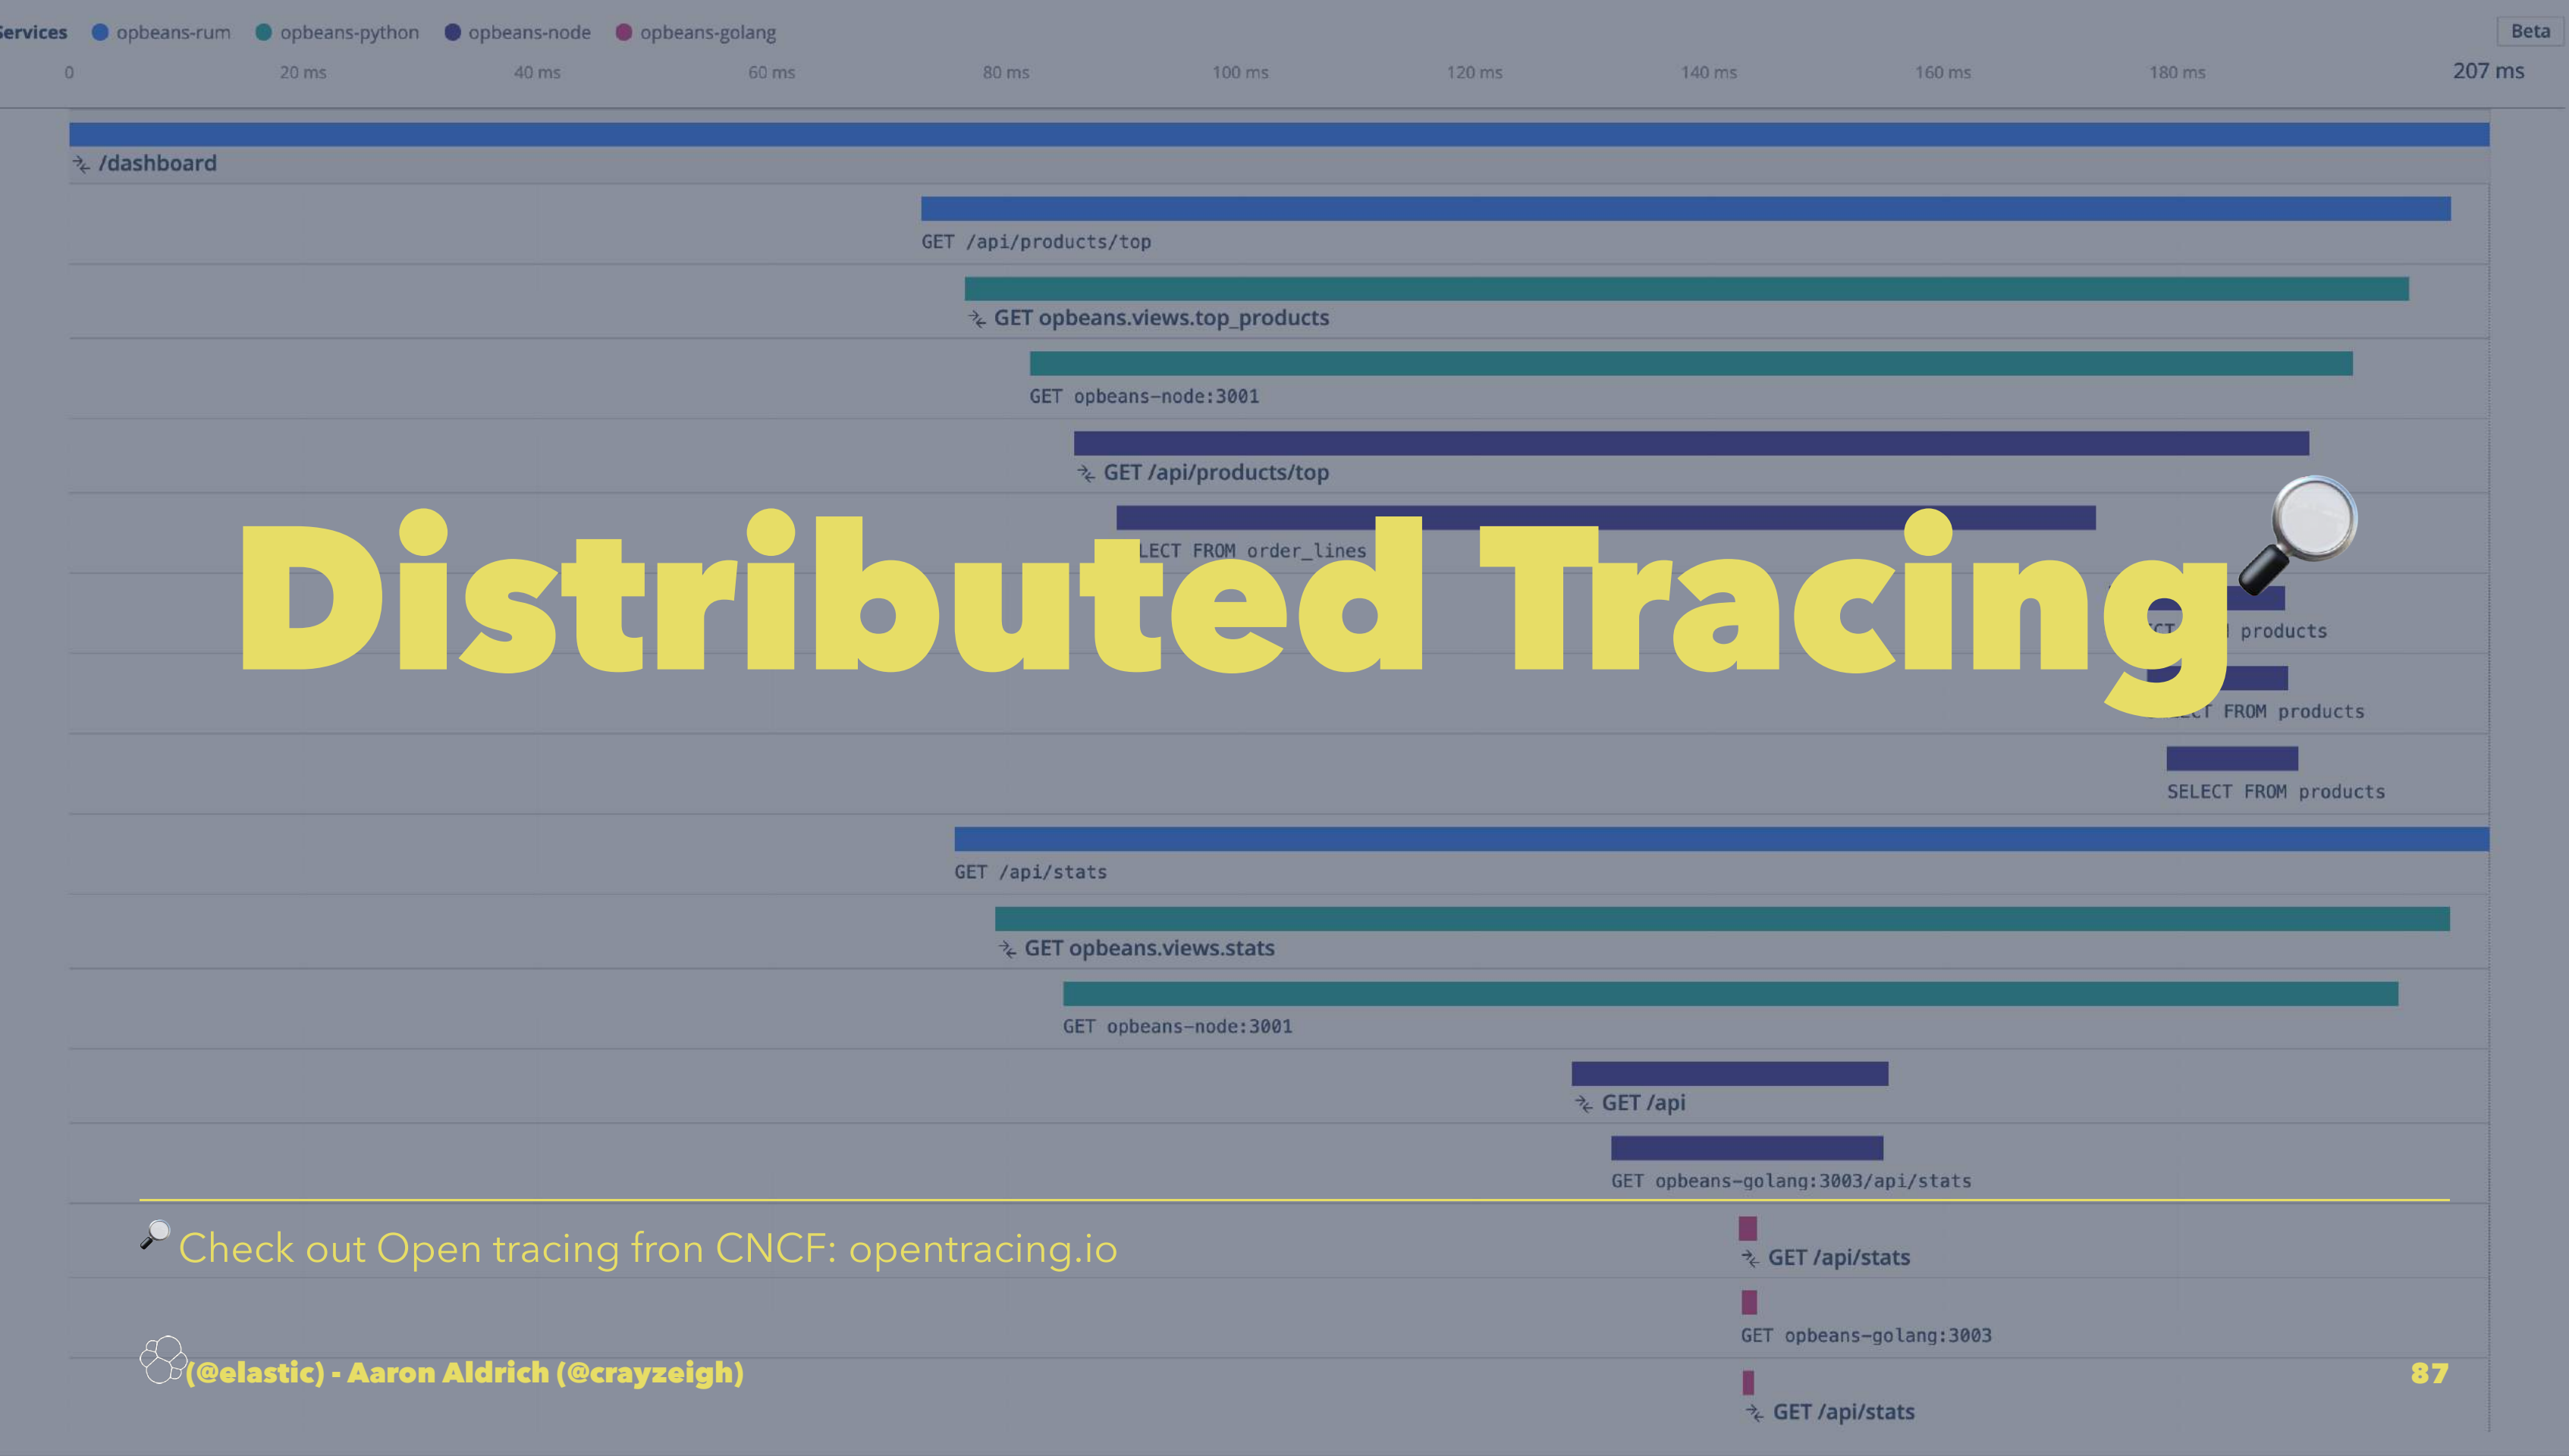 Services opbeans-rum opbeans-python opbeans-node opbeans-golang Beta
0 20 ms 40 ms 60 ms 80 ms 100 ms 120 ms 140 ms 160 ms 180 ms 207 ms
/dashboard
GET /api/products/top
GET opbeans.views.top_products
GET opbeans-node:3001
GET /api/products/top
FROM order_lines
Distributed Tracing
products
FROM products
SELECT FROM products
GET /api/stats
GET opbeans.views.stats
GET opbeans-node:3001
GET /api
GET opbeans-golang:3003/api/stats
Check out Open tracing fron CNCF: opentracing.io
GET /api/stats
GET opbeans-golang:3003
(@elastic) - Aaron Aldrich (@crayzeigh) 87
GET /api/stats